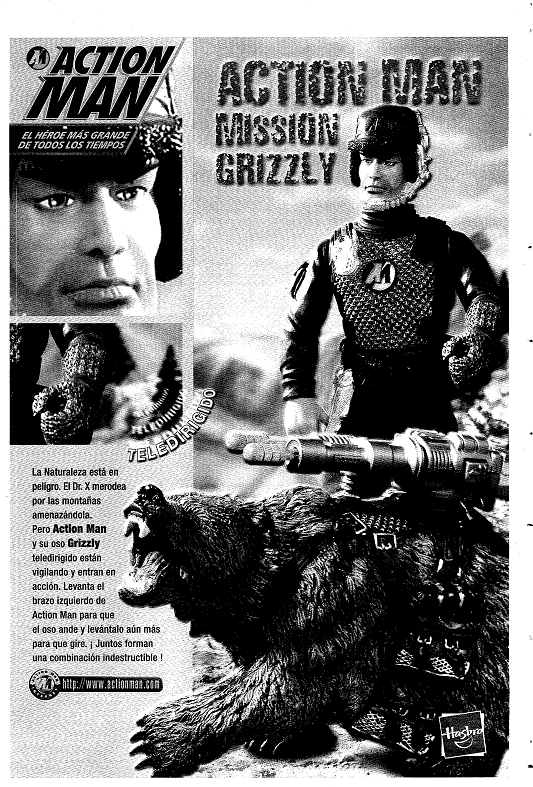 ACTION
MAN
EL HÉROE MÁS GRANDE
DE TODOS LOS TIEMPOS
ACTION MAN
MISSION
GRIZZLY
TELEDIRIGIDO
La Naturaleza está en
peligro. El Dr. X merodea
por las montañas
amenazándola.
Pero Action Man
y su oso Grizzly
teledirigido están
vigilando y entran en
acción. Levanta el
brazo izquierdo de
Action Man para que
el oso ande y levántalo aún más
para que gire. ¡ Juntos forman
una combinación indestructible !
http://www.actionman.com
Hasbro